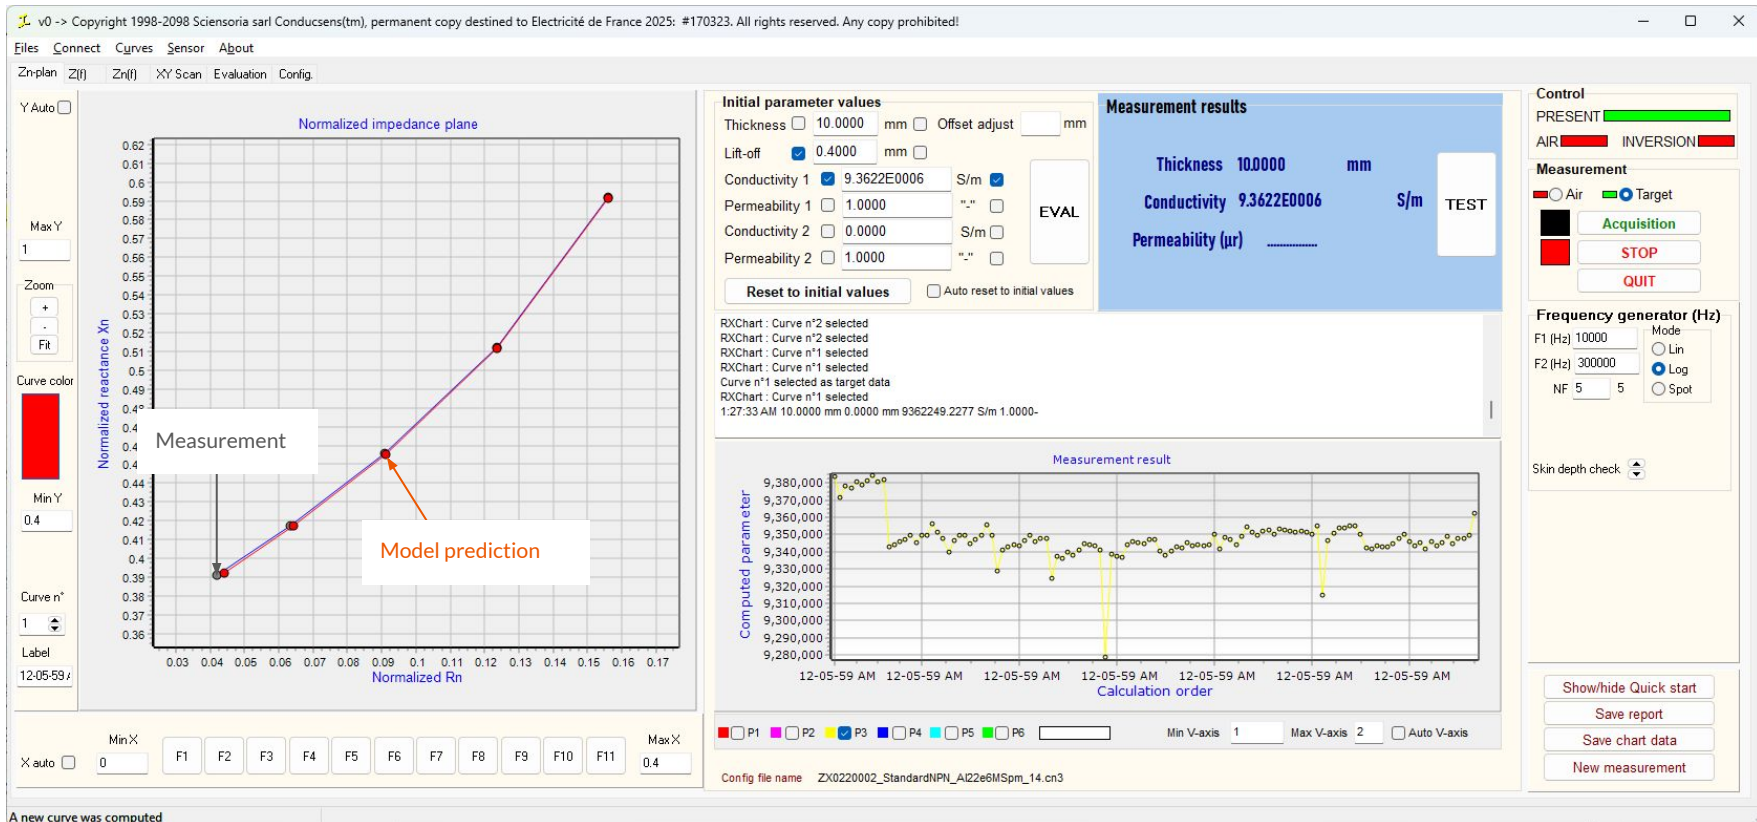 v0 -> Copyright 1998-2098 Sciensoria sarl Conducsens(tm), permanent copy destined to Electricité de France 2025:  #170323. All rights reserved. Any copy prohibited!
Files Connect Curves Sensor About
Zn-plan Z(f) Zn(f) XY Scan Evaluation Config.
Y Auto
Max Y
1
Zoom
+
-
Fit
Curve color
Min Y
0.4
Curve n°
1
Label
12-05-59
Normalized impedance plane
Normalized reactance Xn
0.62
0.61
0.6
0.59
0.58
0.57
0.56
0.55
0.54
0.53
0.52
0.51
0.5
0.49
0.48
0.4
0.4
0.4
0.44
0.43
0.42
0.41
0.4
0.39
0.38
0.37
0.36
Measurement
Model prediction
0.03 0.04 0.05 0.06 0.07 0.08 0.09 0.1 0.11 0.12 0.13 0.14 0.15 0.16 0.17
Normalized Rn
X auto
Min X
0
F1 F2 F3 F4 F5 F6 F7 F8 F9 F10 F11
Max X
0.4
Initial parameter values
Thickness 10.0000 mm Offset adjust mm
Lift-off 0.4000 mm
Conductivity 1 9.3622E0006 S/m
Permeability 1 1.0000 "-"
Conductivity 2 0.0000 S/m
Permeability 2 1.0000 "-"
EVAL
Reset to initial values Auto reset to initial values
Measurement results
Thickness 10.0000 mm
Conductivity 9.3622E0006 S/m
Permeability (µr) ...............
TEST
RXChart : Curve n°2 selected
RXChart : Curve n°2 selected
RXChart : Curve n°1 selected
RXChart : Curve n°1 selected
Curve n°1 selected as target data
RXChart : Curve n°1 selected
1:27:33 AM 10.0000 mm 0.0000 mm 9362249.2277 S/m 1.0000-
Measurement result
Computed parameter
9,380,000
9,370,000
9,360,000
9,350,000
9,340,000
9,330,000
9,320,000
9,310,000
9,300,000
9,290,000
9,280,000
12-05-59 AM 12-05-59 AM 12-05-59 AM 12-05-59 AM 12-05-59 AM 12-05-59 AM 12-05-59 AM
Calculation order
P1 P2 P3 P4 P5 P6 Min V-axis 1 Max V-axis 2 Auto V-axis
Config file name ZX0220002_StandardNPN_Al22e6MSpm_14.cn3
Control
PRESENT
AIR INVERSION
Measurement
Air Target
Acquisition
STOP
QUIT
Frequency generator (Hz)
F1 (Hz) 10000
F2 (Hz) 300000
NF 5 5
Mode
Lin
Log
Spot
Skin depth check
Show/hide Quick start
Save report
Save chart data
New measurement
A new curve was computed